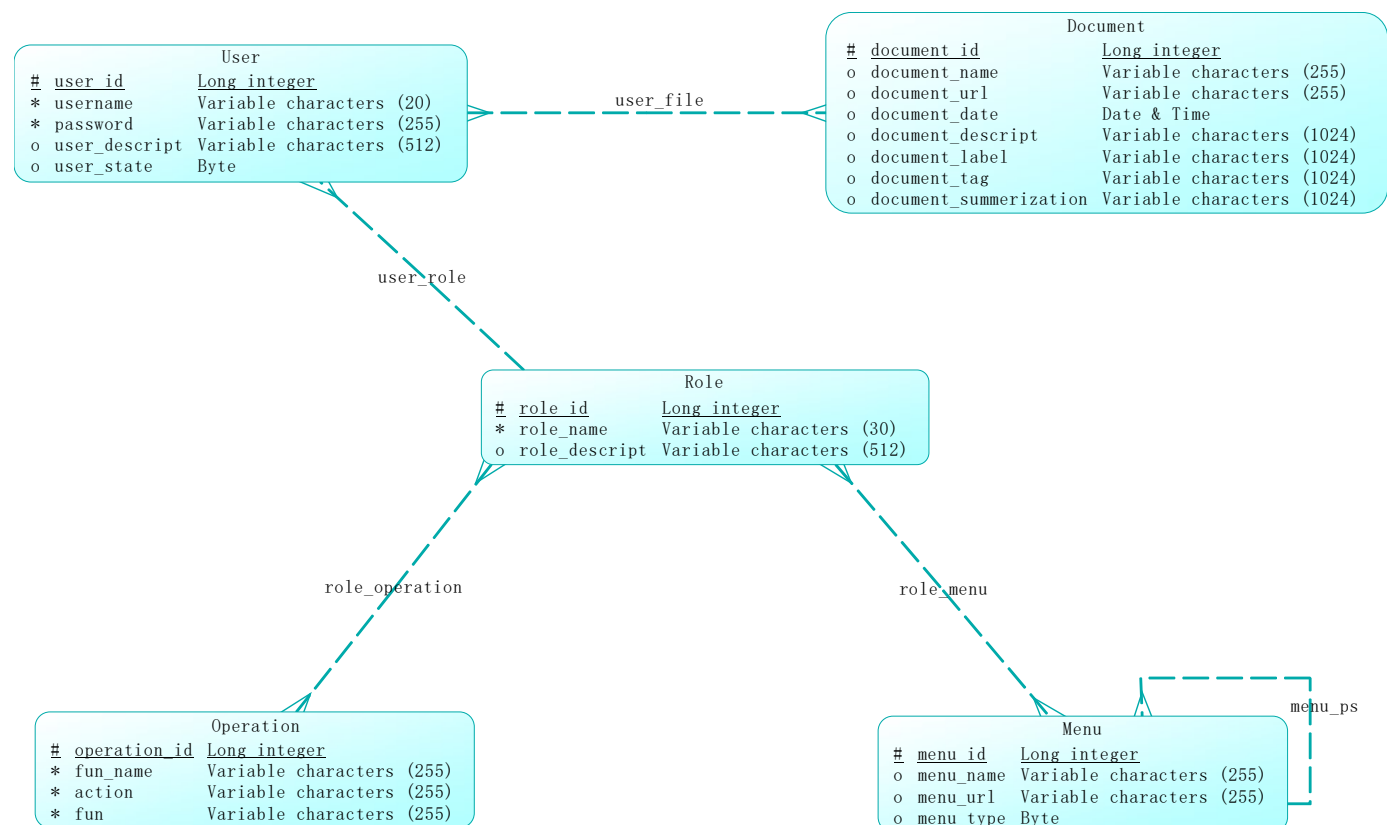 User
# user_id Long integer
* username Variable characters (20)
* password Variable characters (255)
o user_descript Variable characters (512)
o user_state Byte
user_file
Document
# document_id Long integer
o document_name Variable characters (255)
o document_url Variable characters (255)
o document_date Date & Time
o document_descript Variable characters (1024)
o document_label Variable characters (1024)
o document_tag Variable characters (1024)
o document_summerization Variable characters (1024)
user_role
Role
# role_id Long integer
* role_name Variable characters (30)
o role_descript Variable characters (512)
role_operation
role_menu
menu_ps
Operation
# operation_id Long integer
* fun_name Variable characters (255)
* action Variable characters (255)
* fun Variable characters (255)
Menu
# menu_id Long integer
o menu_name Variable characters (255)
o menu_url Variable characters (255)
o menu_type Byte